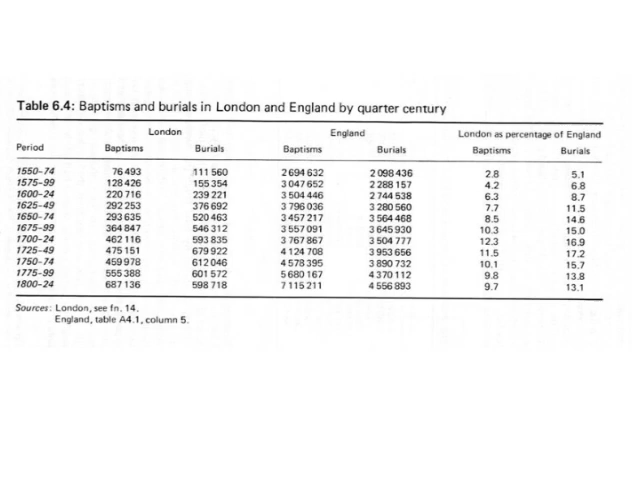 Table 6.4: Baptisms and burials in London and England by quarter century
London England London as percentage of England
Period Baptisms Burials Baptisms Burials Baptisms Burials
1550–74 76 493 111 560 2 694 632 2 098 436 2.8 5.1
1575–99 128 426 155 354 3 047 652 2 288 157 4.2 6.8
1600–24 220 716 239 221 3 504 446 2 744 538 6.3 8.7
1625–49 292 253 376 692 3 796 036 3 280 560 7.7 11.5
1650–74 293 635 520 463 3 457 217 3 564 468 8.5 14.6
1675–99 364 847 546 312 3 557 091 3 645 930 10.3 15.0
1700–24 462 116 593 835 3 767 867 3 504 777 12.3 16.9
1725–49 475 151 679 922 4 124 708 3 953 656 11.5 17.2
1750–74 459 978 612 046 4 578 395 3 890 732 10.1 15.7
1775–99 555 388 601 572 5 680 167 4 370 112 9.8 13.8
1800–24 687 136 598 718 7 115 211 4 556 893 9.7 13.1
Sources: London, see fn. 14.
England, table A4.1, column 5.